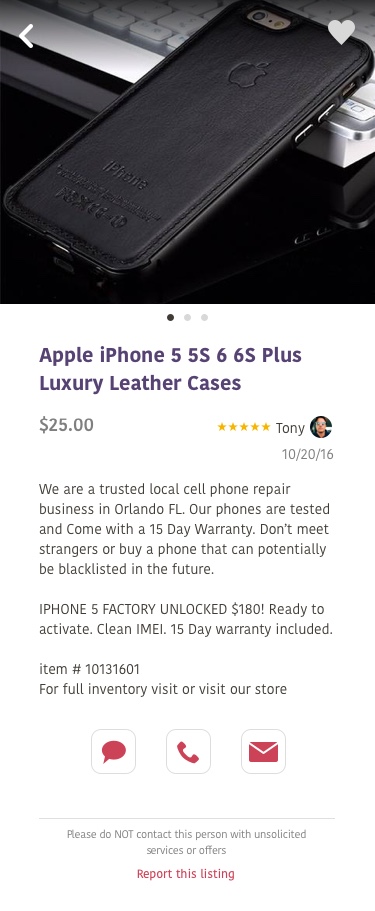 iPhone
Apple iPhone 5 5S 6 6S Plus
Luxury Leather Cases
$25.00
Tony
10/20/16
We are a trusted local cell phone repair
business in Orlando FL. Our phones are tested
and Come with a 15 Day Warranty. Don’t meet
strangers or buy a phone that can potentially
be blacklisted in the future.
IPHONE 5 FACTORY UNLOCKED $180! Ready to
activate. Clean IMEI. 15 Day warranty included.
item # 10131601
For full inventory visit or visit our store
Please do NOT contact this person with unsolicited
services or offers
Report this listing